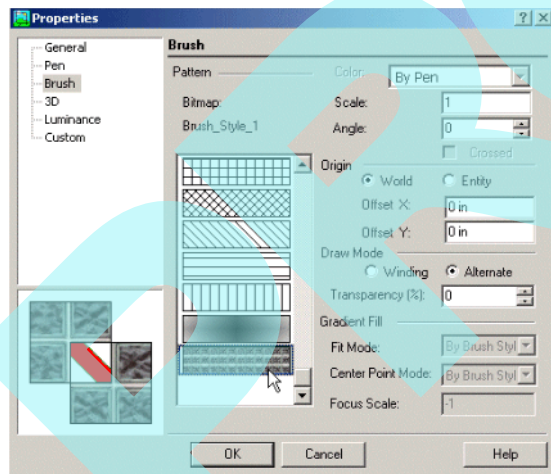 Properties
General
Pen
Brush
3D
Luminance
Custom
Brush
Pattern
Bitmap:
Brush_Style_1
Color: By Pen
Scale: 1
Angle: 0
Crossed
Origin
World Entity
Offset X: 0 in
Offset Y: 0 in
Draw Mode
Winding Alternate
Transparency (%): 0
Gradient Fill
Fit Mode: By Brush Styl
Center Point Mode: By Brush Styl
Focus Scale: -1
OK Cancel Help